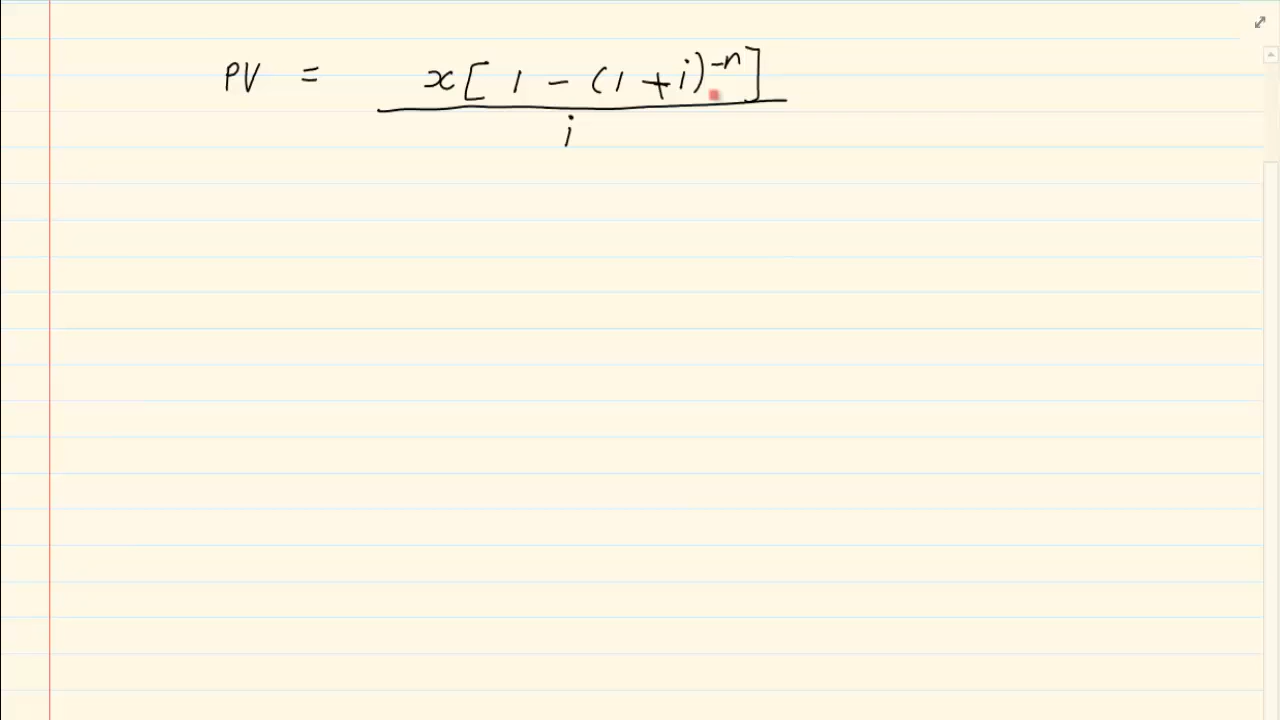 PV = x[ 1 - (1 + i)^-n ]
i